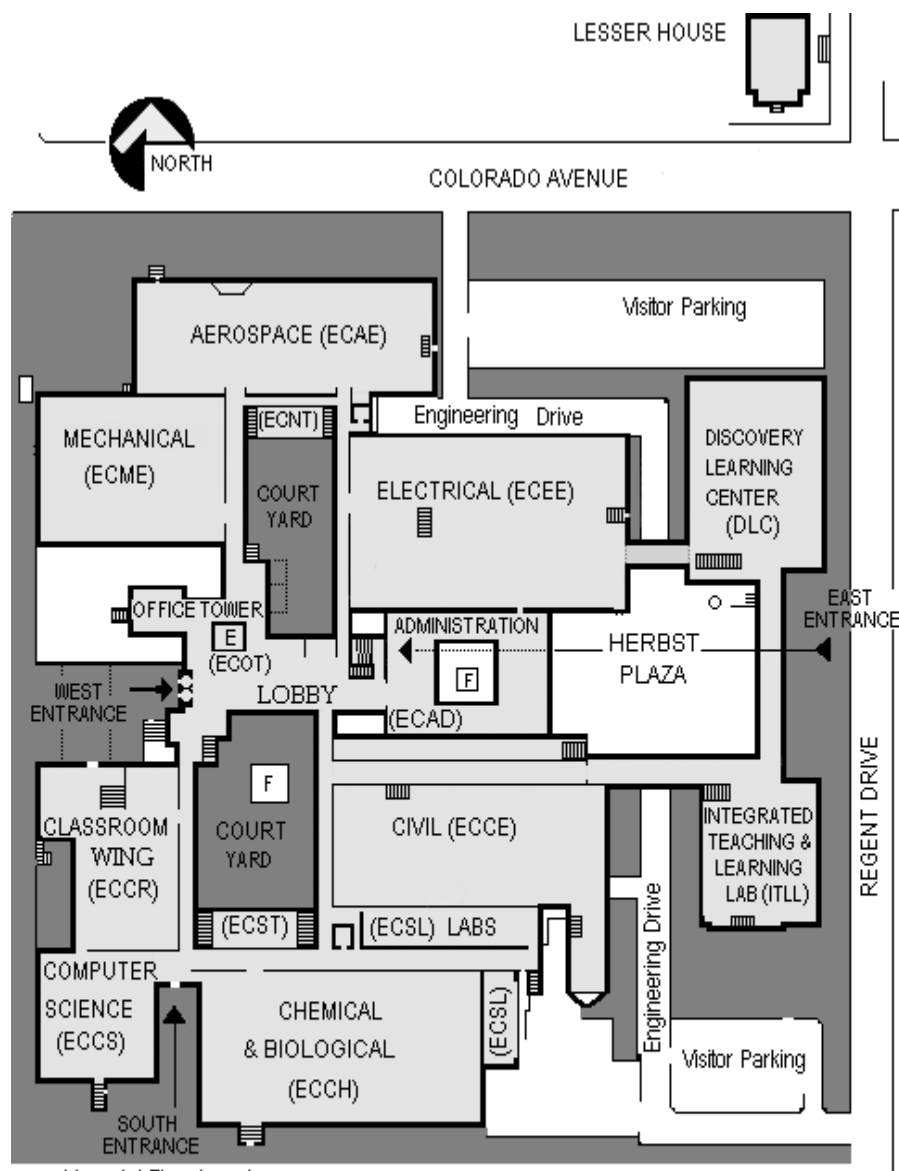 LESSER HOUSE
NORTH
COLORADO AVENUE
Visitor Parking
AEROSPACE (ECAE)
(ECNT)
Engineering Drive
MECHANICAL
(ECME)
COURT
YARD
ELECTRICAL (ECEE)
DISCOVERY
LEARNING
CENTER
(DLC)
OFFICE TOWER
E
(ECOT)
ADMINISTRATION
F
(ECAD)
HERBST
PLAZA
EAST
ENTRANCE
WEST
ENTRANCE
LOBBY
F
COURT
YARD
CLASSROOM
WING
(ECCR)
CIVIL (ECCE)
INTEGRATED
TEACHING &
LEARNING
LAB (ITLL)
REGENT DRIVE
(ECST)
(ECSL) LABS
Engineering Drive
COMPUTER
SCIENCE
(ECCS)
CHEMICAL
& BIOLOGICAL
(ECCH)
(ECSL)
Visitor Parking
SOUTH
ENTRANCE